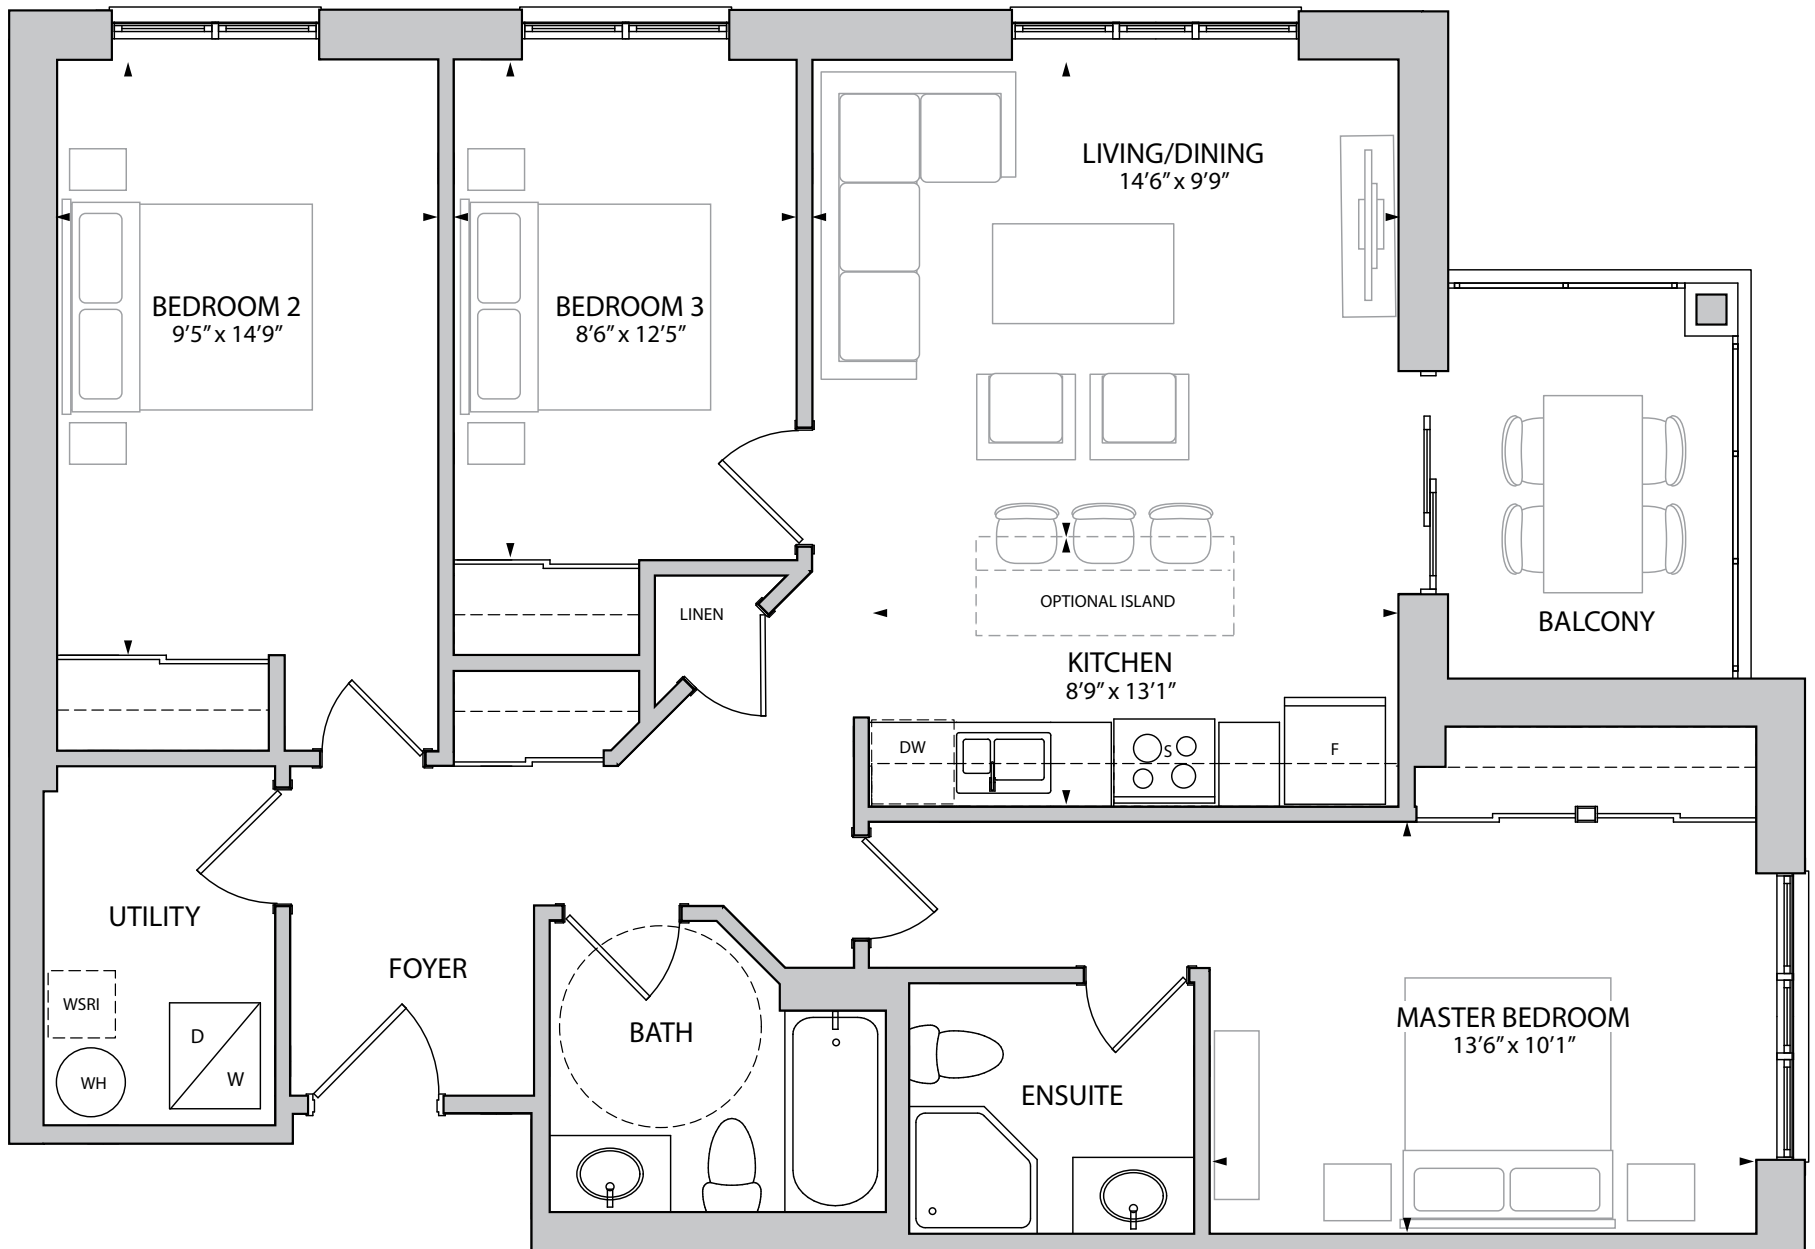 LIVING/DINING
14'6" x 9'9"
BEDROOM 2
9'5" x 14'9"
BEDROOM 3
8'6" x 12'5"
OPTIONAL ISLAND
LINEN
BALCONY
KITCHEN
8'9" x 13'1"
DW
S
F
UTILITY
FOYER
WSRI
D
W
WH
BATH
ENSUITE
MASTER BEDROOM
13'6" x 10'1"